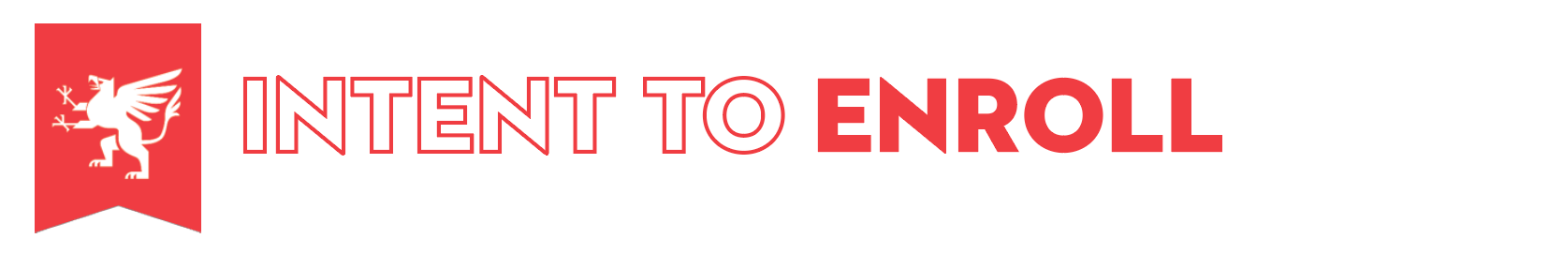 INTENT TO ENROLL